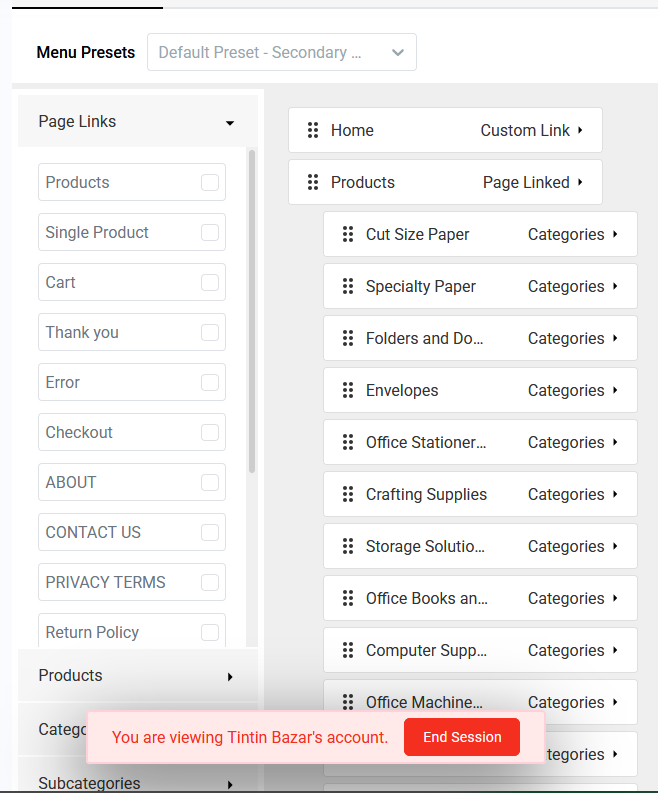 Menu Presets
Default Preset - Secondary ...
Page Links
Products
Single Product
Cart
Thank you
Error
Checkout
ABOUT
CONTACT US
PRIVACY TERMS
Return Policy
Products
Subcategories
Home Custom Link
Products Page Linked
Cut Size Paper Categories
Specialty Paper Categories
Folders and Do... Categories
Envelopes Categories
Office Stationer... Categories
Crafting Supplies Categories
Storage Solutio... Categories
Office Books an... Categories
Computer Supp... Categories
Office Machine... Categories
You are viewing Tintin Bazar's account.
End Session